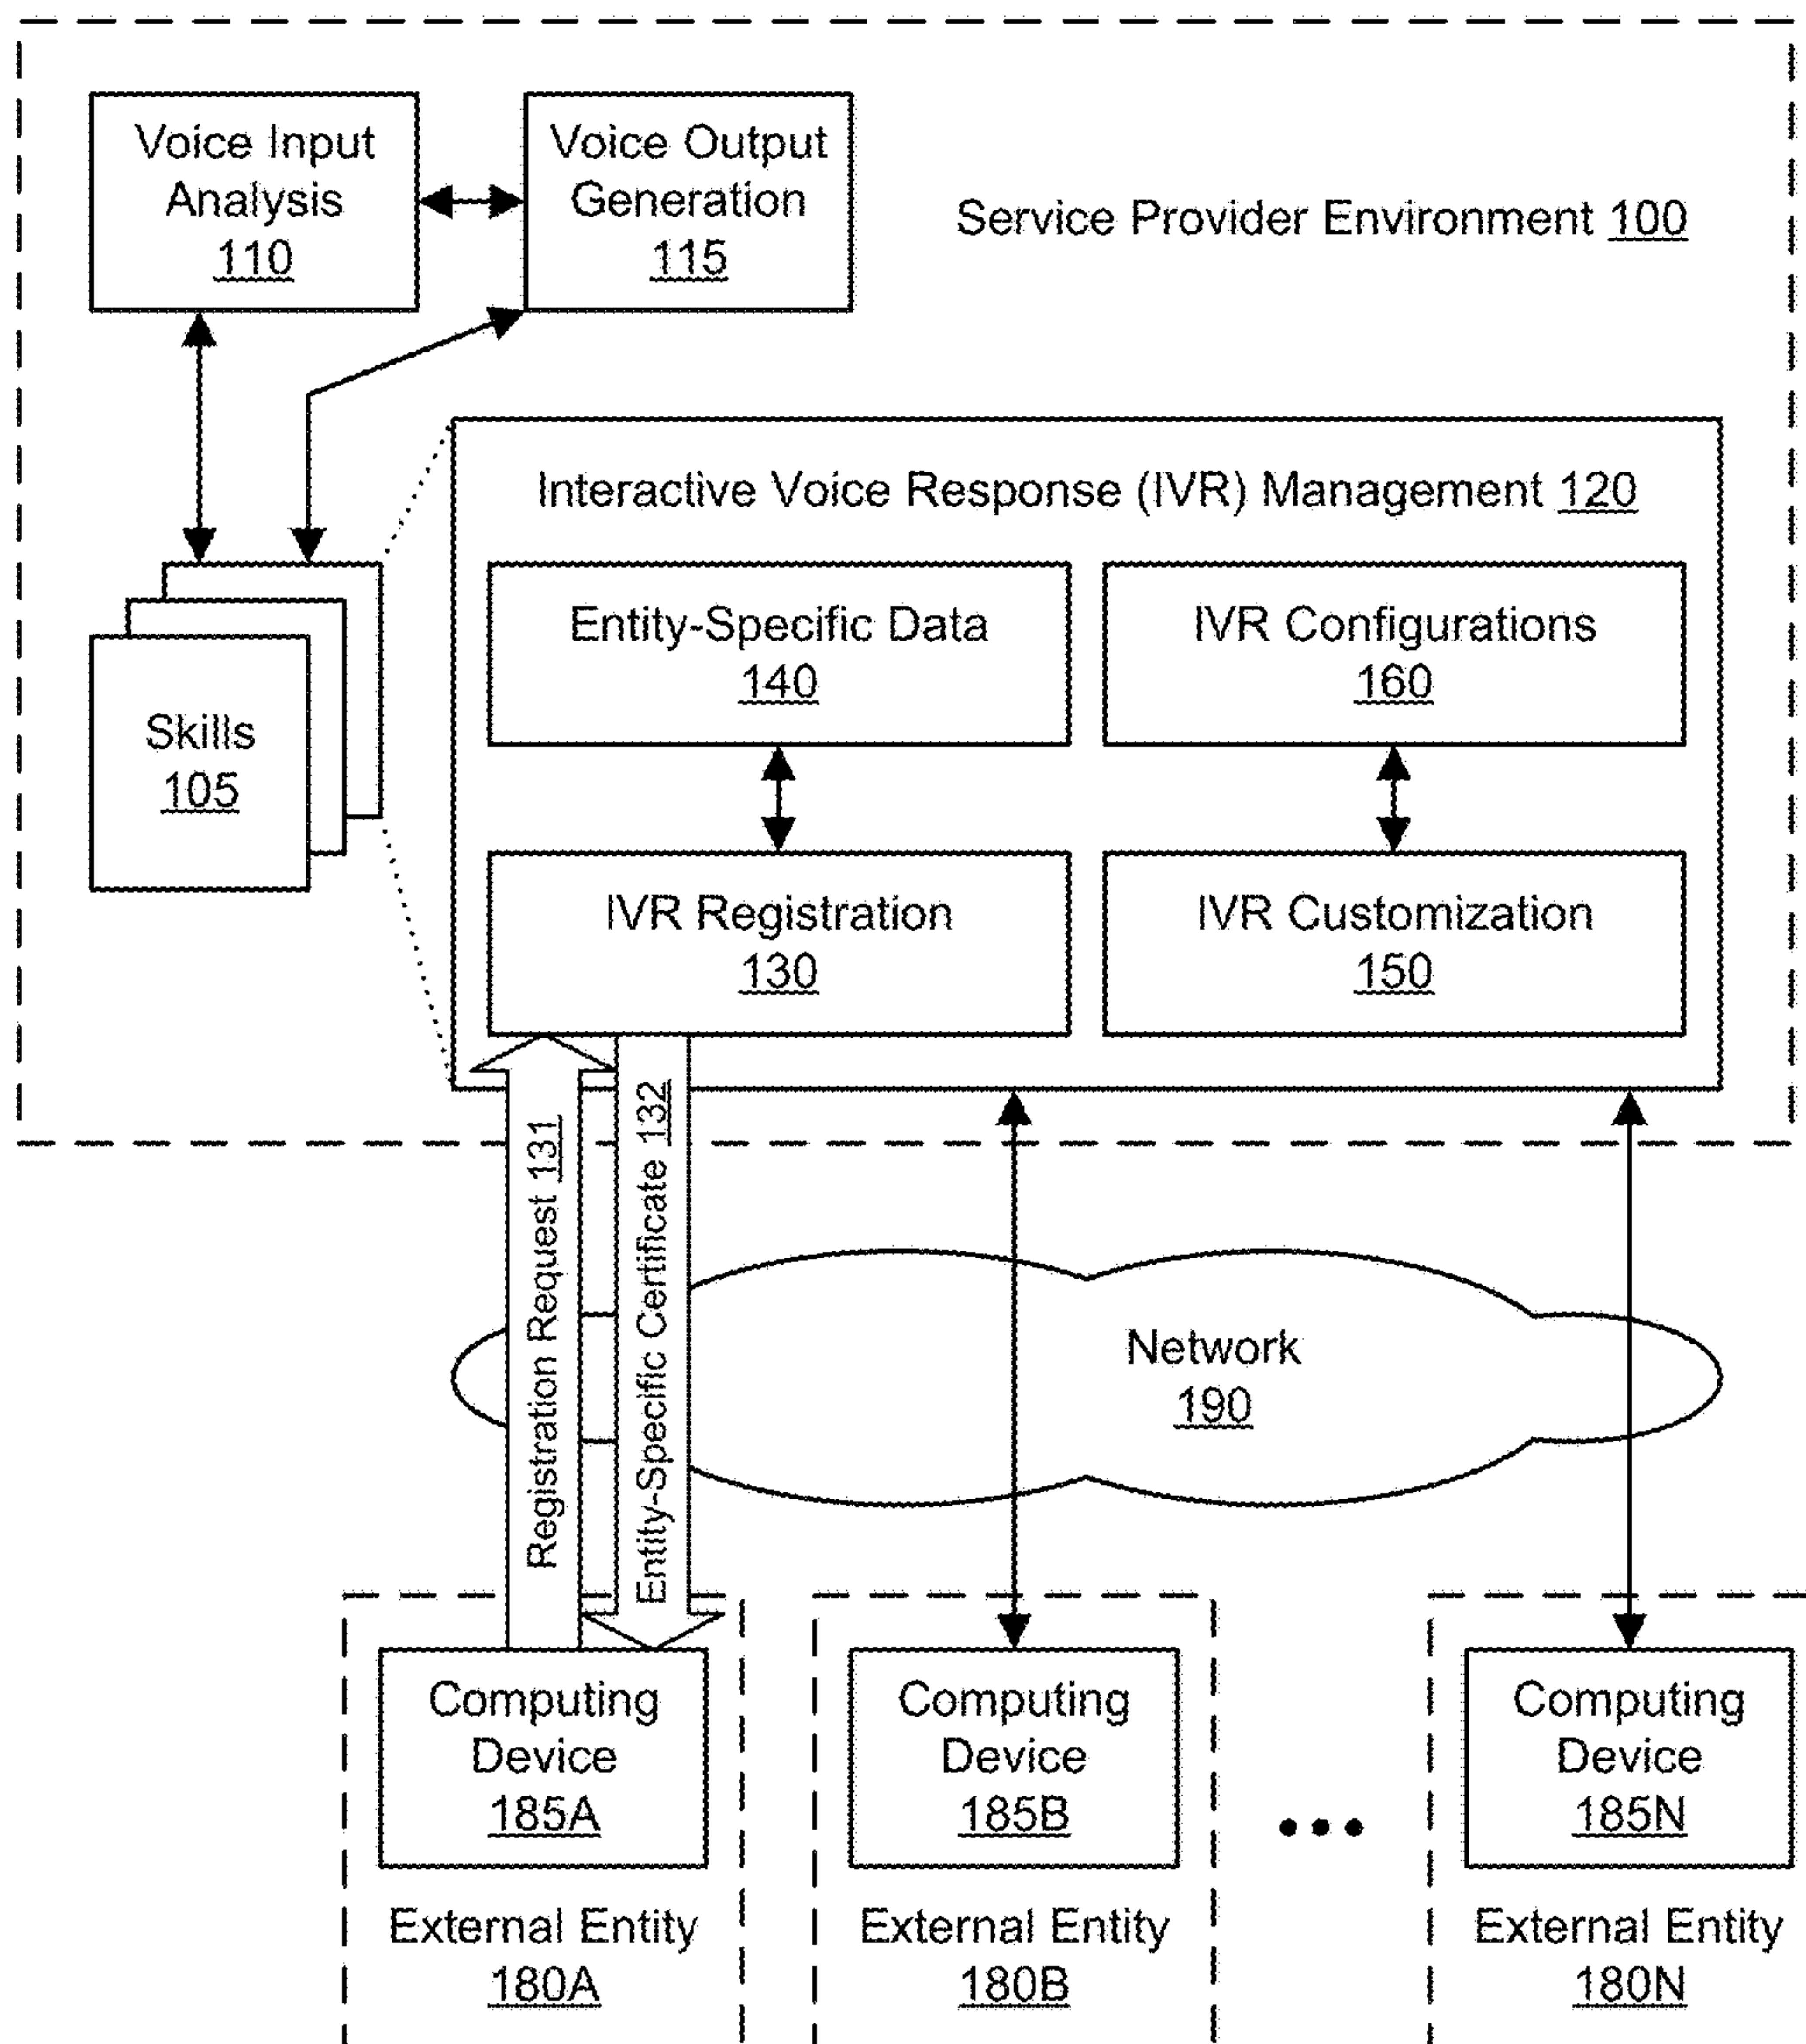 Voice Input
Analysis
110
Voice Output
Generation
115
Service Provider Environment 100
Interactive Voice Response (IVR) Management 120
Entity-Specific Data
140
IVR Configurations
160
Skills
105
IVR Registration
130
IVR Customization
150
Registration Request 131
Entity-Specific Certificate 132
Network
190
Computing
Device
185A
External Entity
180A
Computing
Device
185B
External Entity
180B
•••
Computing
Device
185N
External Entity
180N